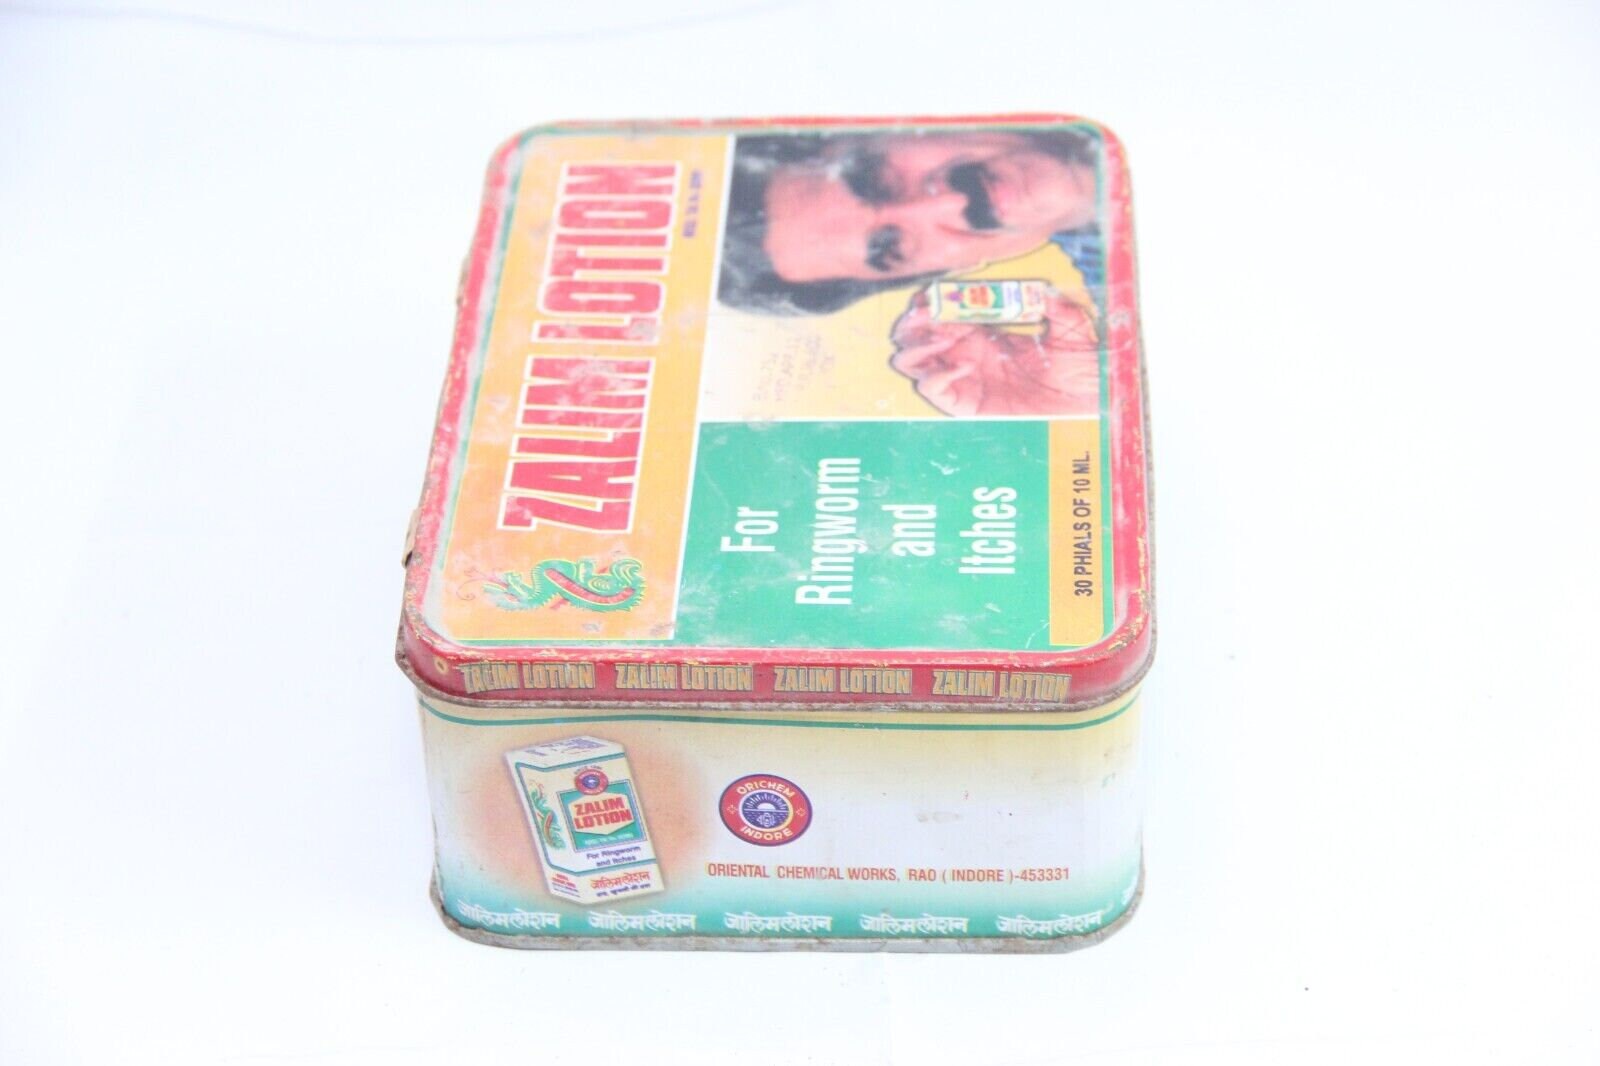 ZALIM LOTION
For
Ringworm
and
Itches
30 PHIALS OF 10 ML.
ZALIM LOTION ZALIM LOTION ZALIM LOTION ZALIM LOTION
ZALIM
LOTION
For Ringworm
and Itches
जालिमलोशन
ORICHEM
INDORE
ORIENTAL CHEMICAL WORKS, RAO ( INDORE )-453331
जालिमलोशन जालिमलोशन जालिमलोशन जालिमलोशन जालिमलोशन